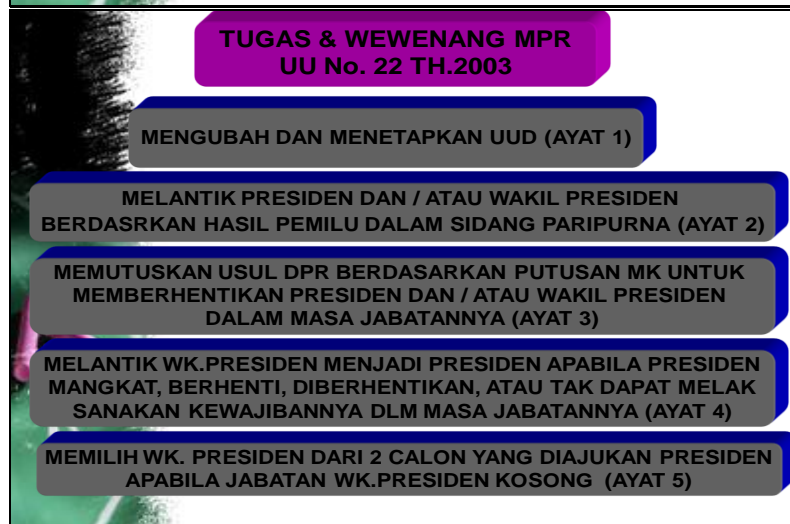 TUGAS & WEWENANG MPR
UU No. 22 TH.2003
MENGUBAH DAN MENETAPKAN UUD (AYAT 1)
MELANTIK PRESIDEN DAN / ATAU WAKIL PRESIDEN
BERDASRKAN HASIL PEMILU DALAM SIDANG PARIPURNA (AYAT 2)
MEMUTUSKAN USUL DPR BERDASARKAN PUTUSAN MK UNTUK
MEMBERHENTIKAN PRESIDEN DAN / ATAU WAKIL PRESIDEN
DALAM MASA JABATANNYA (AYAT 3)
MELANTIK WK.PRESIDEN MENJADI PRESIDEN APABILA PRESIDEN
MANGKAT, BERHENTI, DIBERHENTIKAN, ATAU TAK DAPAT MELAK
SANAKAN KEWAJIBANNYA DLM MASA JABATANNYA (AYAT 4)
MEMILIH WK. PRESIDEN DARI 2 CALON YANG DIAJUKAN PRESIDEN
APABILA JABATAN WK.PRESIDEN KOSONG (AYAT 5)